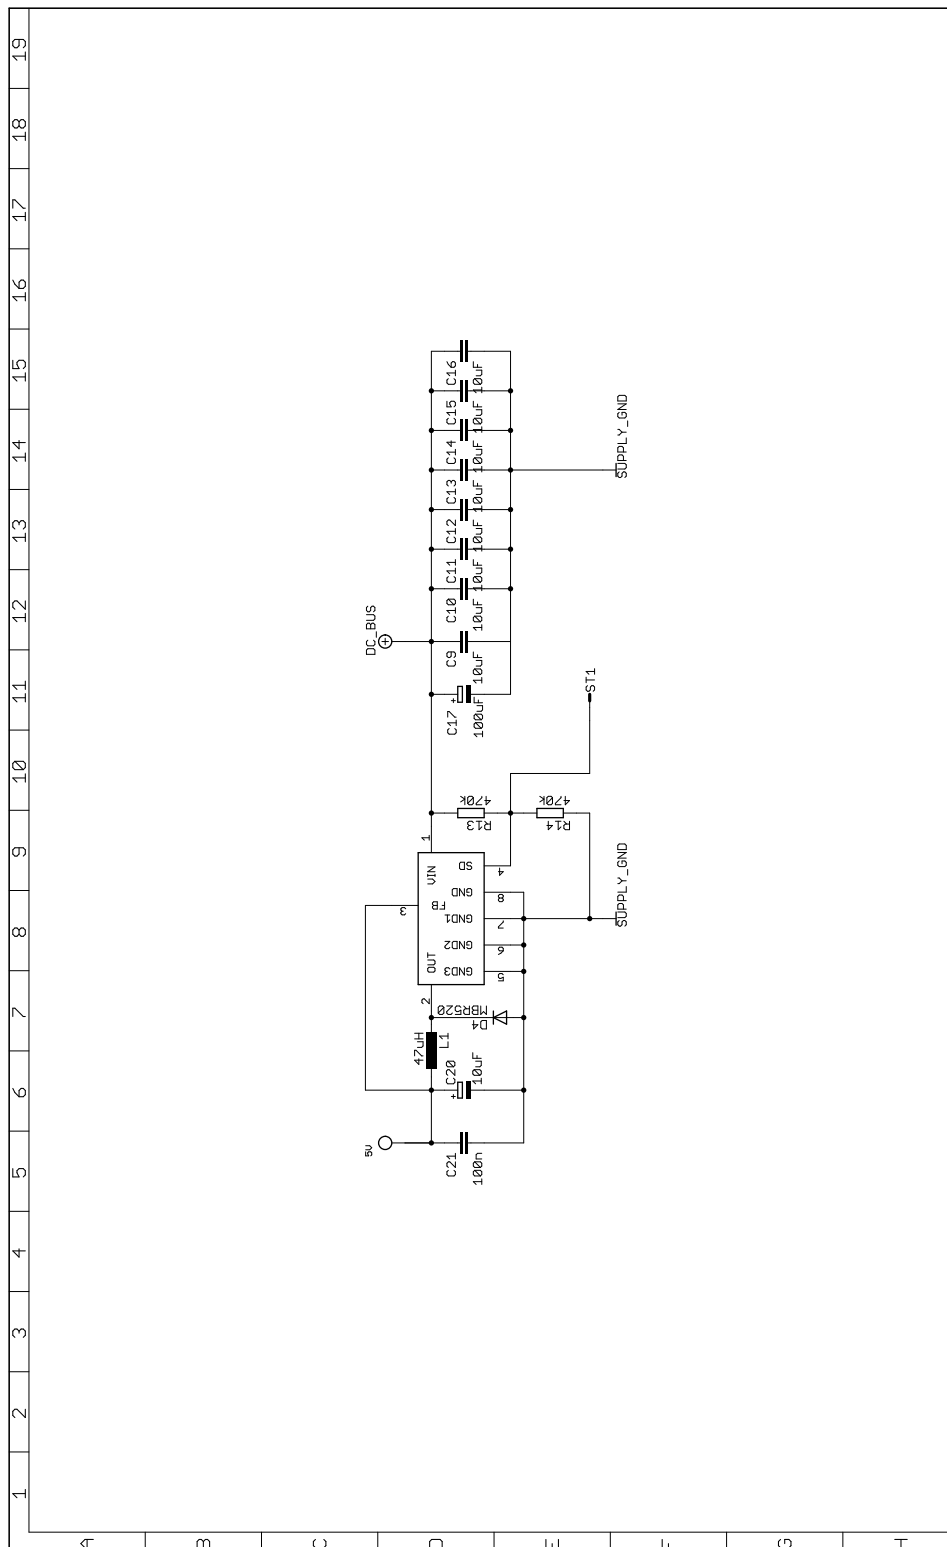 19
18
17
16
15
14
13
12
11
10
9
8
7
6
5
4
3
2
1
A
B
C
D
E
F
G
H
C16
10uF
C15
10uF
C14
10uF
C13
10uF
C12
10uF
C11
10uF
C10
10uF
C9
10uF
C17
+
100uF
DC_BUS
SUPPLY_GND
ST1
R13
470k
R14
470k
SUPPLY_GND
1
VIN
SD
4
3
FB
GND
8
GND1
7
GND2
6
OUT
GND3
5
2
MBR520
D4
47uH
L1
C20
+
10uF
5V
C21
100n